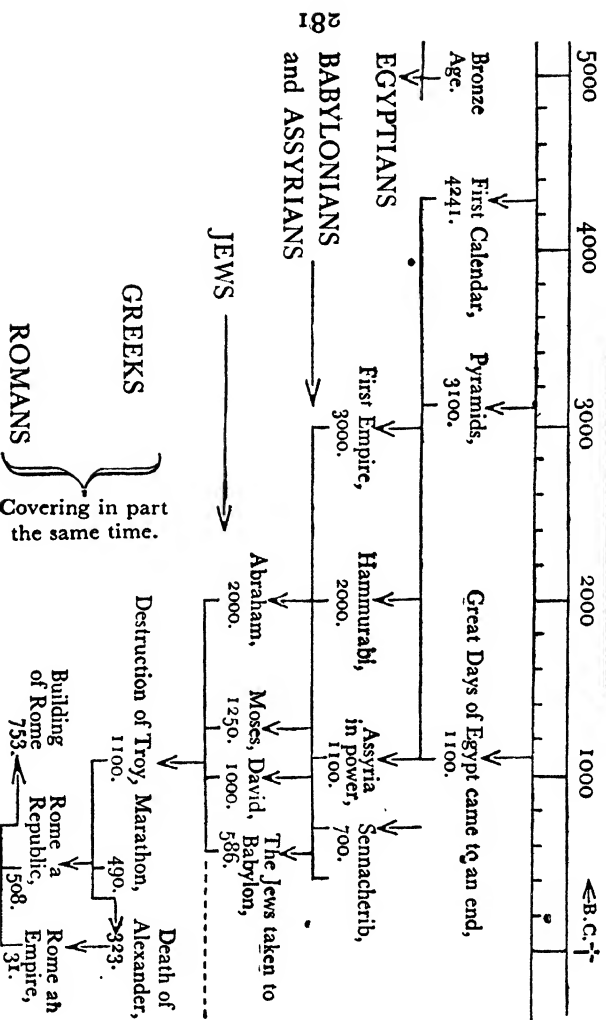 281
5000
4000
3000
2000
1000
B.C.
Bronze
Age.
First Calendar,
4241.
Pyramids,
3100.
Great Days of Egypt came to an end,
1100.
EGYPTIANS
First Empire,
3000.
Hammurabi,
2000.
Assyria
in power,
1100.
Sennacherib,
700.
BABYLONIANS
and ASSYRIANS
Abraham,
2000.
Moses,
1250.
David,
1000.
The Jews taken to
Babylon,
586.
JEWS
Destruction of Troy,
1100.
Marathon,
490.
Death of
Alexander,
323.
GREEKS
Building
of Rome
753.
Rome a
Republic,
508.
Rome an
Empire,
31.
ROMANS
Covering in part
the same time.